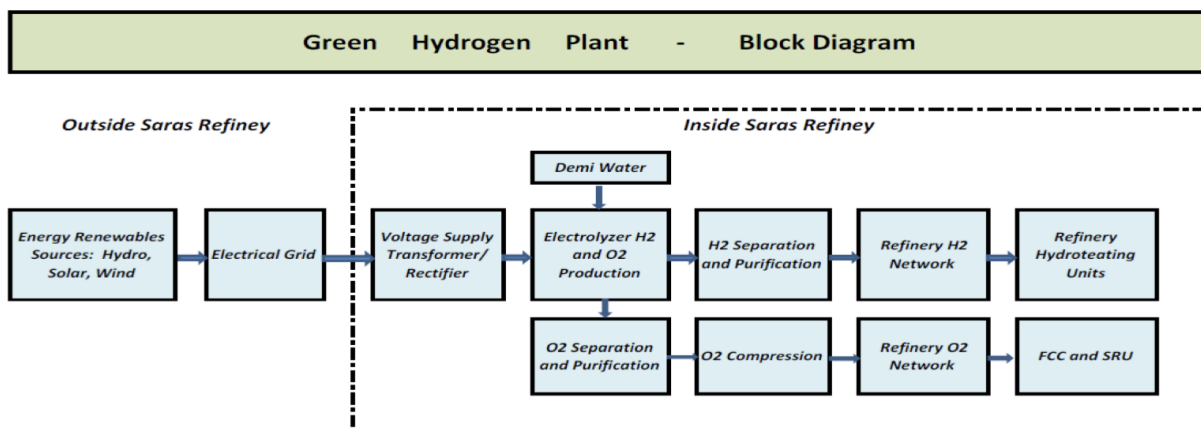 Green Hydrogen Plant - Block Diagram
Outside Saras Refiney
Inside Saras Refiney
Demi Water
Energy Renewables
Sources: Hydro,
Solar, Wind
Electrical Grid
Voltage Supply
Transformer/
Rectifier
Electrolyzer H2
and O2
Production
H2 Separation
and Purification
Refinery H2
Network
Refinery
Hydroteating
Units
O2 Separation
and Purification
O2 Compression
Refinery O2
Network
FCC and SRU